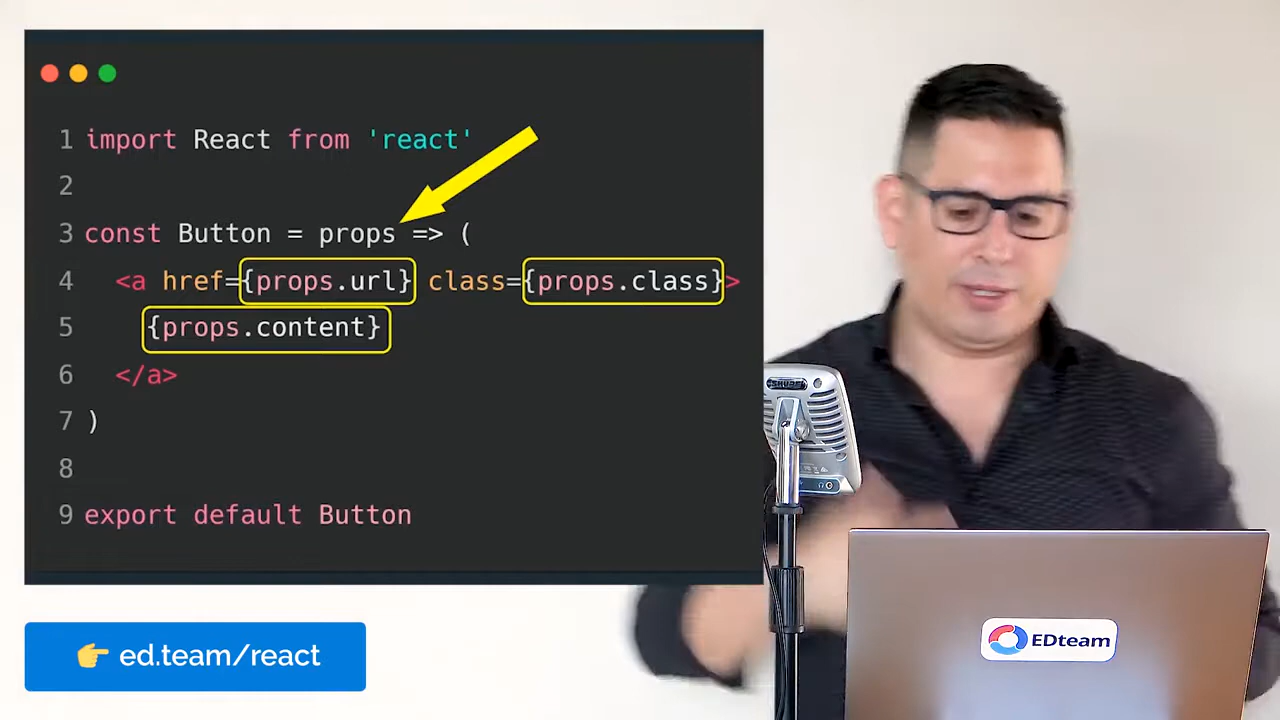 1 import React from 'react'
2
3 const Button = props => (
4 <a href={props.url} class={props.class}>
5 {props.content}
6 </a>
7 )
8
9 export default Button
👉 ed.team/react
SHURE
EDteam